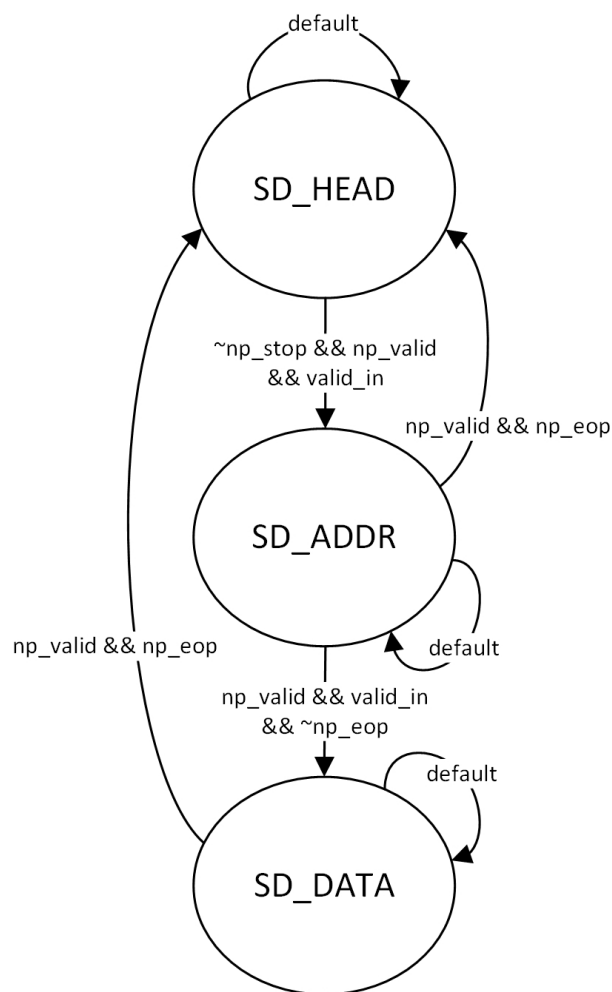 default
SD_HEAD
~np_stop && np_valid
&& valid_in
np_valid && np_eop
SD_ADDR
default
np_valid && np_eop
np_valid && valid_in
&& ~np_eop
default
SD_DATA